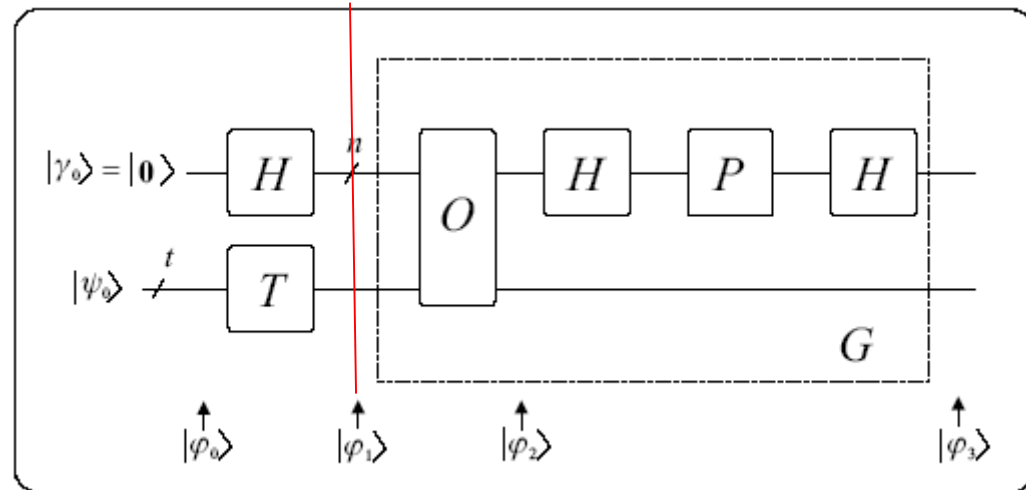 n
|γ₀⟩ = |0⟩ H O H P H
t
|ψ₀⟩ T
G
|φ₀⟩ |φ₁⟩ |φ₂⟩ |φ₃⟩